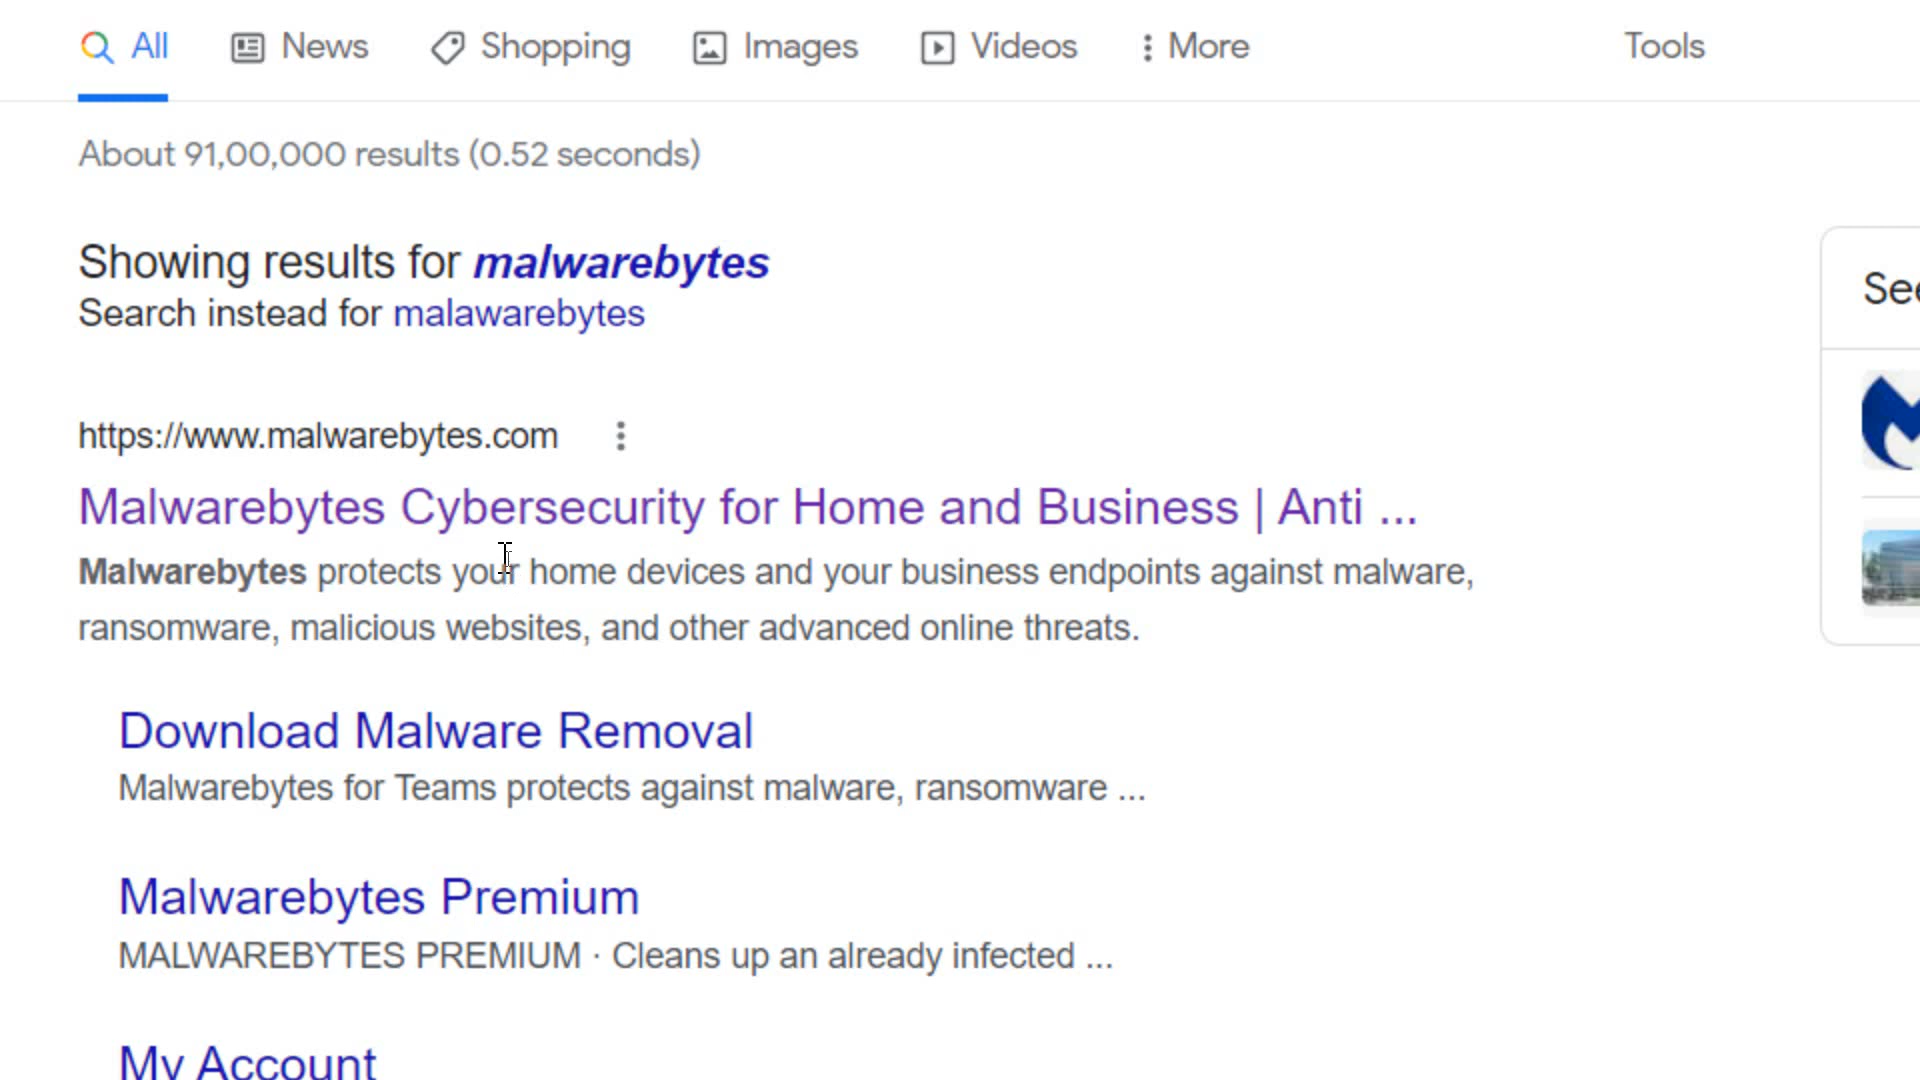 All News Shopping Images Videos More Tools
About 91,00,000 results (0.52 seconds)
Showing results for malwarebytes
Search instead for malawarebytes
See
https://www.malwarebytes.com
Malwarebytes Cybersecurity for Home and Business | Anti ...
Malwarebytes protects your home devices and your business endpoints against malware,
ransomware, malicious websites, and other advanced online threats.
Download Malware Removal
Malwarebytes for Teams protects against malware, ransomware ...
Malwarebytes Premium
MALWAREBYTES PREMIUM · Cleans up an already infected ...
My Account